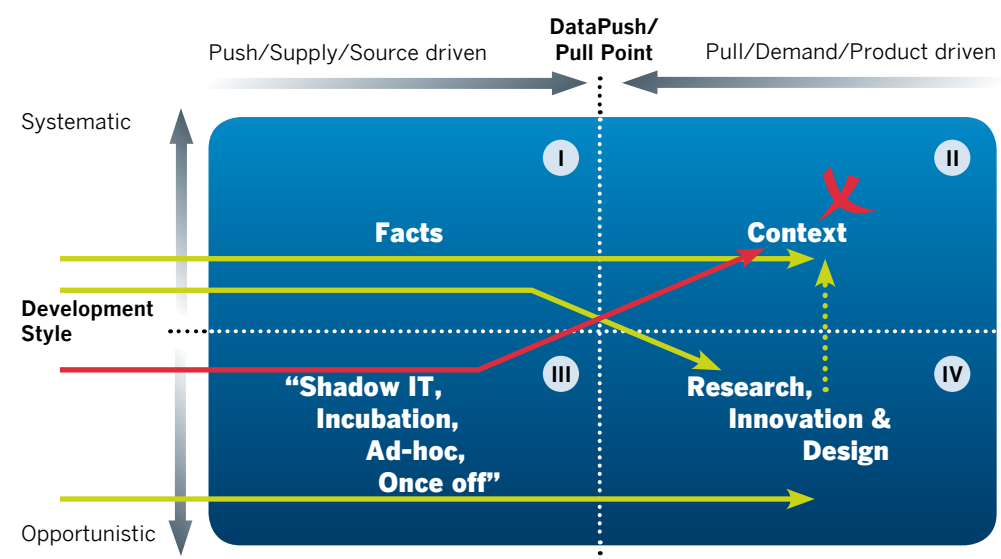 DataPush/
Pull Point
Push/Supply/Source driven
Pull/Demand/Product driven
Systematic
I
II
Facts
Context
Development
Style
III
IV
“Shadow IT,
Incubation,
Ad-hoc,
Once off”
Research,
Innovation &
Design
Opportunistic